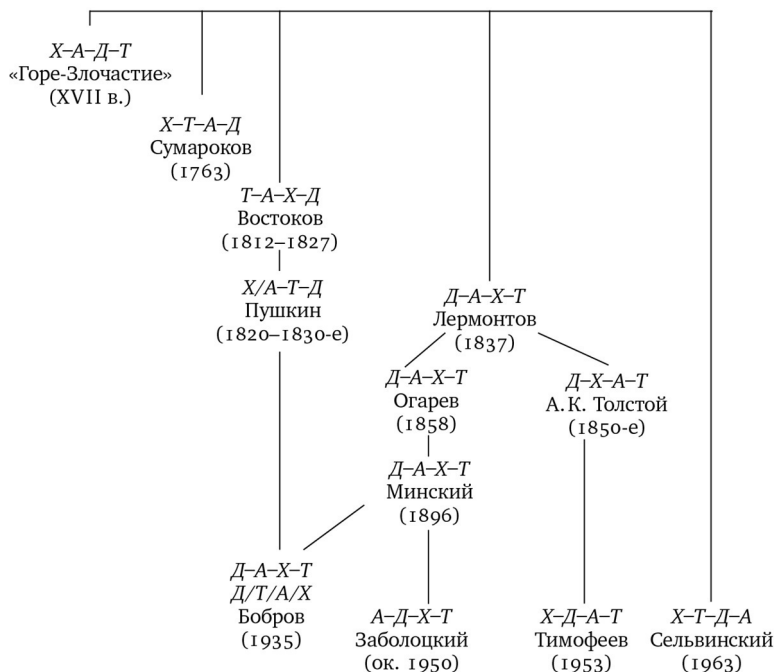 Х–А–Д–Т
«Горе-Злочастие»
(XVII в.)
Х–Т–А–Д
Сумароков
(1763)
Т–А–Х–Д
Востоков
(1812–1827)
Х/А–Т–Д
Пушкин
(1820–1830-е)
Д–А–Х–Т
Лермонтов
(1837)
Д–А–Х–Т
Огарев
(1858)
Д–Х–А–Т
А. К. Толстой
(1850-е)
Д–А–Х–Т
Минский
(1896)
Д–А–Х–Т
Д/Т/А/Х
Бобров
(1935)
А–Д–Х–Т
Заболоцкий
(ок. 1950)
Х–Д–А–Т
Тимофеев
(1953)
Х–Т–Д–А
Сельвинский
(1963)